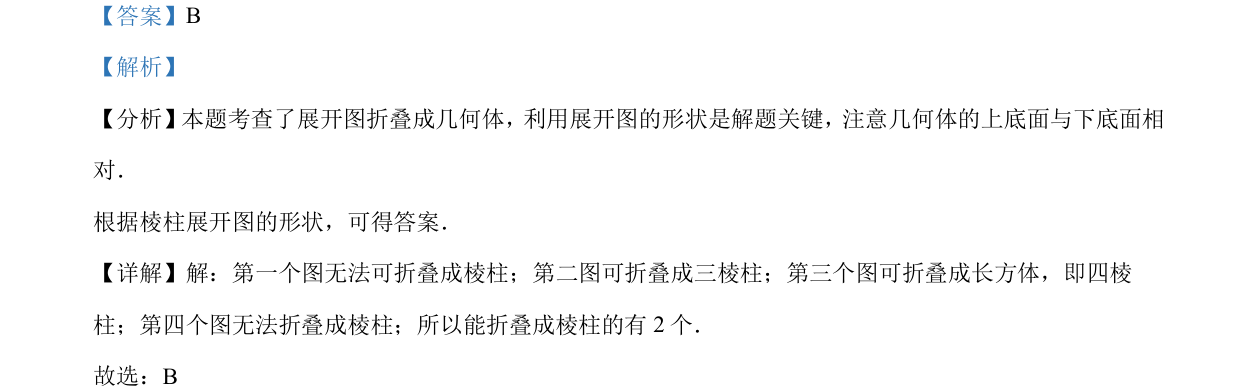 【答案】B
【解析】
【分析】本题考查了展开图折叠成几何体，利用展开图的形状是解题关键，注意几何体的上底面与下底面相
对．
根据棱柱展开图的形状，可得答案．
【详解】解：第一个图无法可折叠成棱柱；第二图可折叠成三棱柱；第三个图可折叠成长方体，即四棱
柱；第四个图无法折叠成棱柱；所以能折叠成棱柱的有 2 个．
故选：B